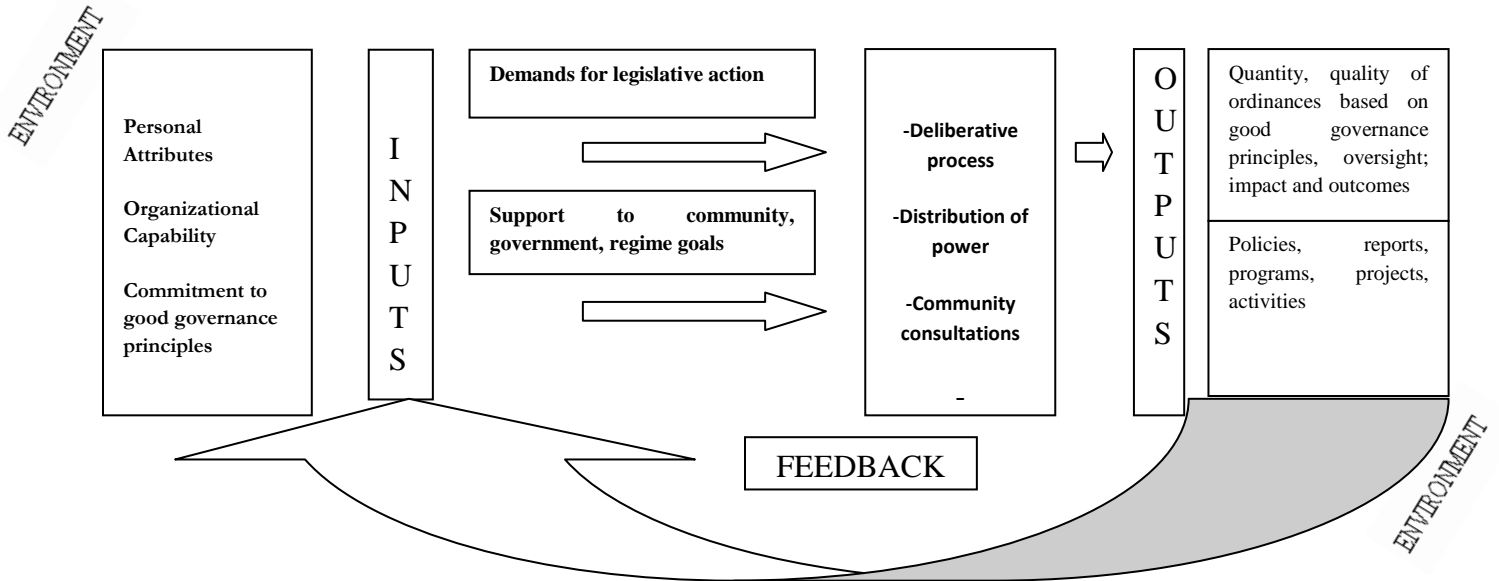 ENVIRONMENT
Personal
Attributes
Organizational
Capability
Commitment to
good governance
principles
I
N
P
U
T
S
Demands for legislative action
Support to community,
government, regime goals
-Deliberative
process
-Distribution of
power
-Community
consultations
-
O
U
T
P
U
T
S
Quantity, quality of
ordinances based on
good governance
principles, oversight;
impact and outcomes
Policies, reports,
programs, projects,
activities
FEEDBACK
ENVIRONMENT